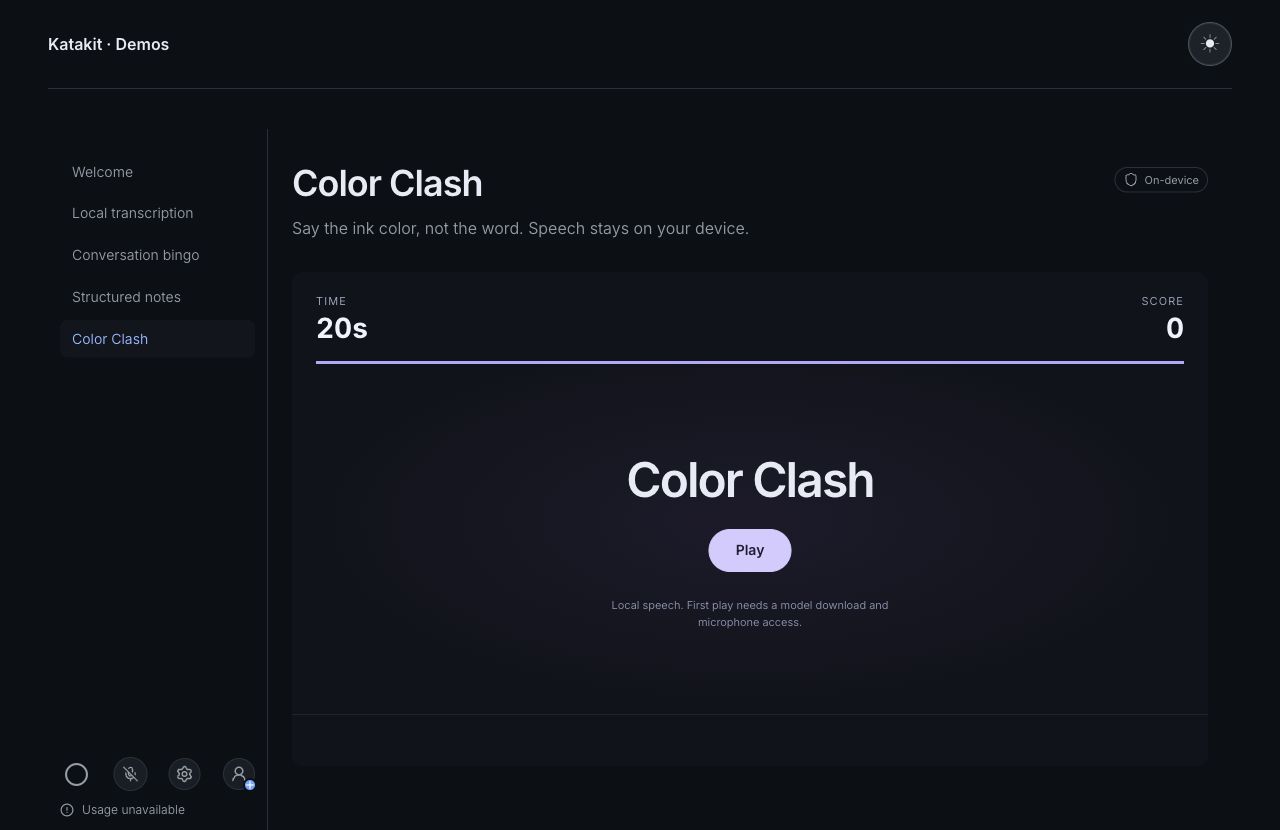 Katakit · Demos
Welcome
Local transcription
Conversation bingo
Structured notes
Color Clash
Usage unavailable
Color Clash
On-device
Say the ink color, not the word. Speech stays on your device.
TIME
20s
SCORE
0
Color Clash
Play
Local speech. First play needs a model download and
microphone access.